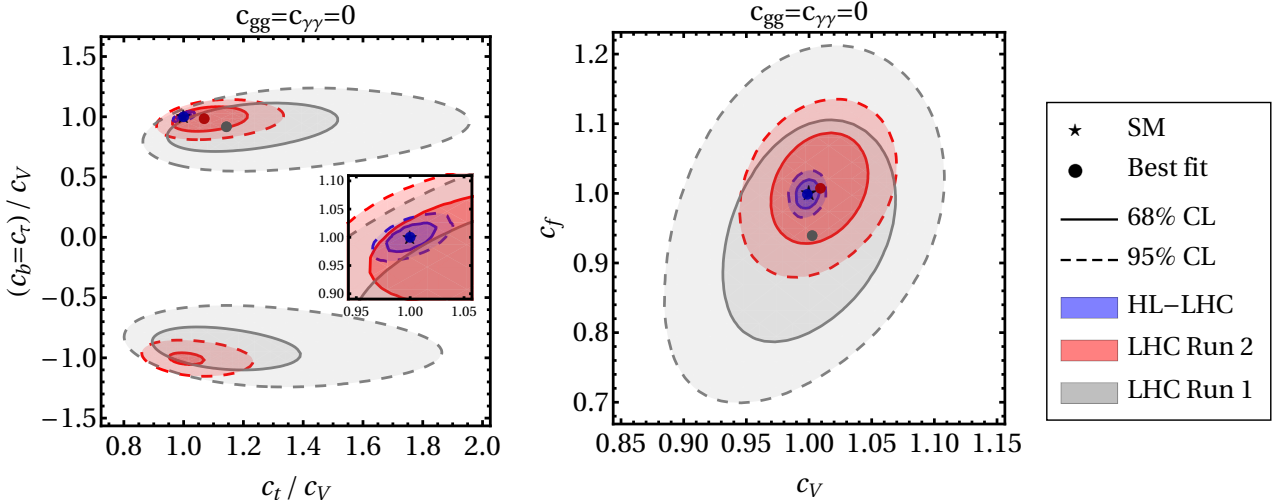 c_gg=c_γγ=0
(c_b=c_τ) / c_V
1.5
1.0
0.5
0.0
−0.5
−1.0
−1.5
1.10
1.05
1.00
0.95
0.90
0.95 1.00 1.05
0.8 1.0 1.2 1.4 1.6 1.8 2.0
c_t / c_V
c_gg=c_γγ=0
c_f
1.2
1.1
1.0
0.9
0.8
0.7
0.85 0.90 0.95 1.00 1.05 1.10 1.15
c_V
SM
Best fit
68% CL
95% CL
HL−LHC
LHC Run 2
LHC Run 1